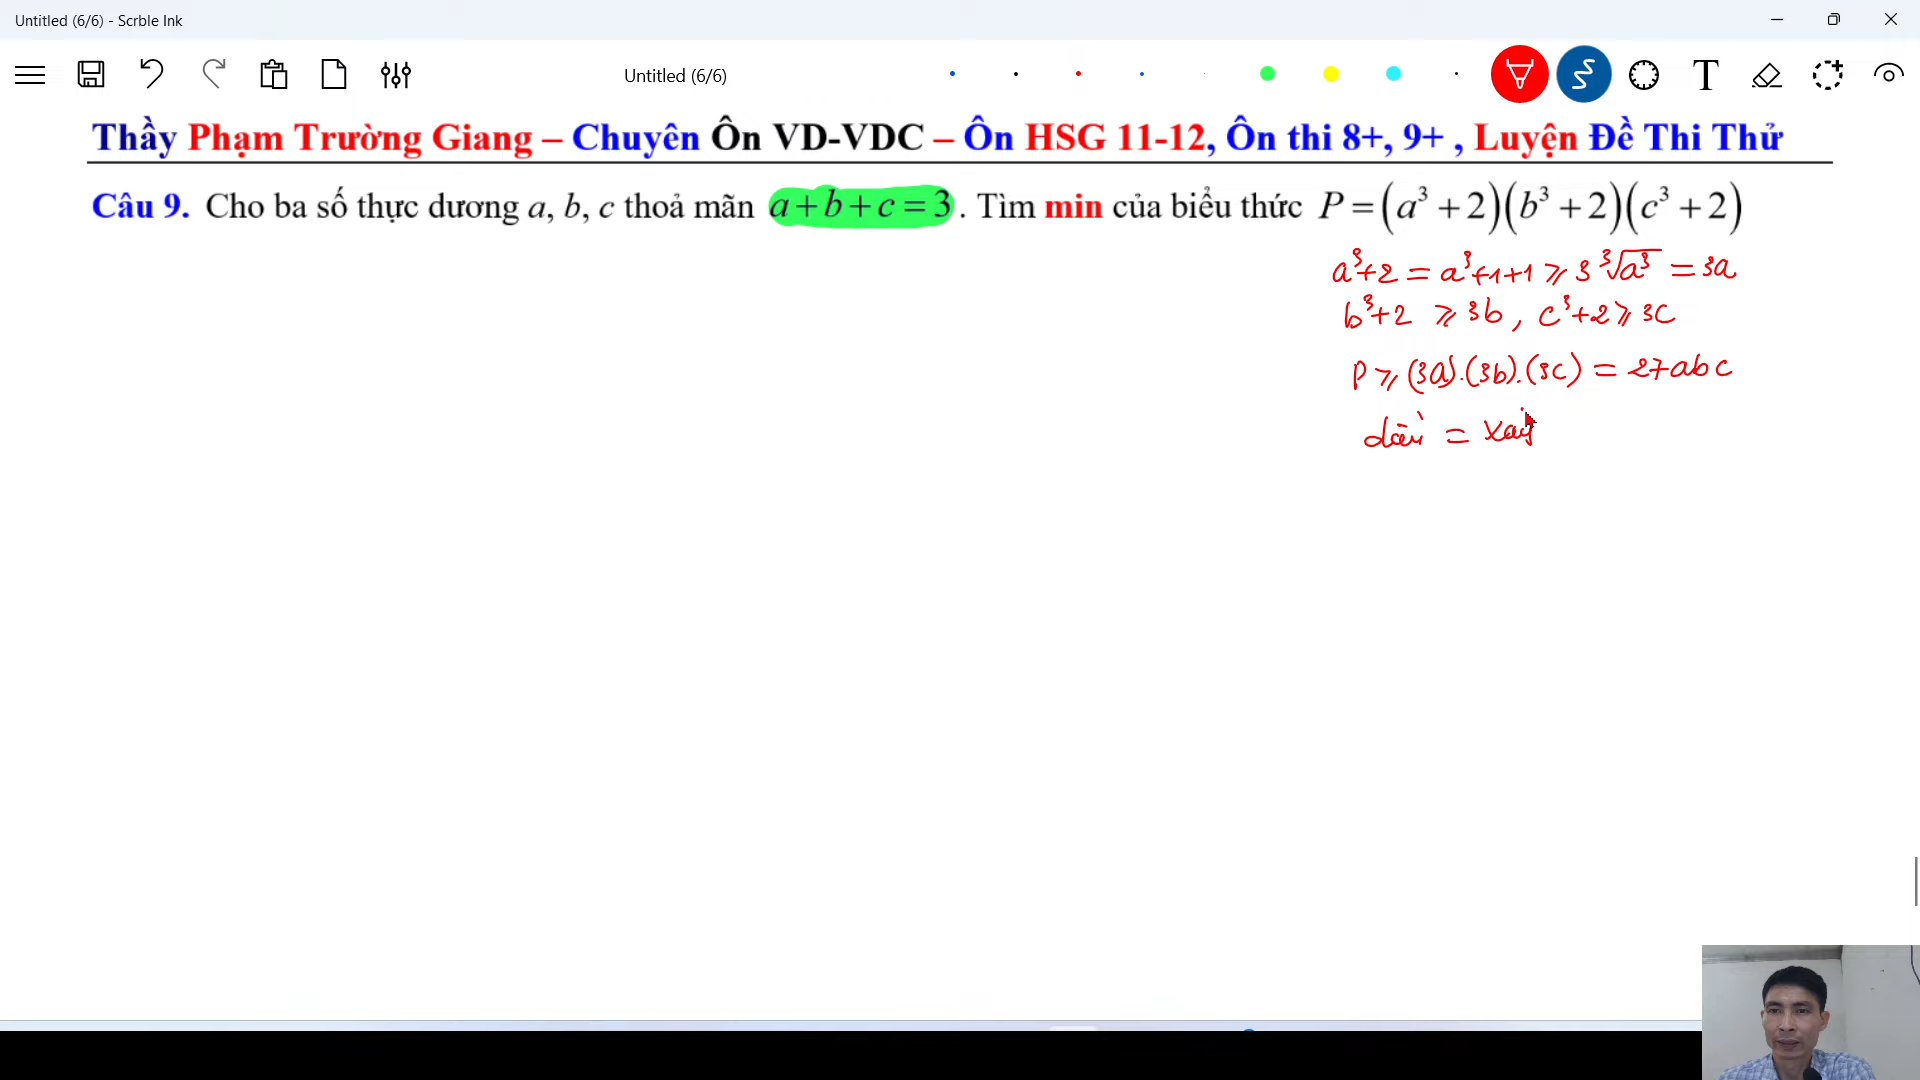 Untitled (6/6) - Scrble Ink
Untitled (6/6)
T
Thầy Phạm Trường Giang – Chuyên Ôn VD-VDC – Ôn HSG 11-12, Ôn thi 8+, 9+ , Luyện Đề Thi Thử
Câu 9. Cho ba số thực dương a, b, c thoả mãn a+b+c=3. Tìm min của biểu thức P=(a³+2)(b³+2)(c³+2)
a³+2 = a³+1+1 ⩾ 3∛a³ = 3a
b³+2 ⩾ 3b, c³+2 ⩾ 3c
P ⩾ (3a).(3b).(3c) = 27abc
dấu = xảy